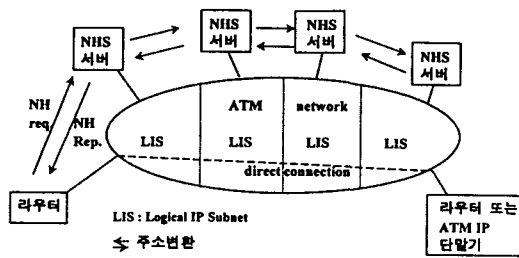 NHS
서버
NHS
서버
NHS
서버
NHS
서버
NH
req.
NH
Rep.
ATM network
LIS LIS LIS LIS
direct connection
라우터
LIS : Logical IP Subnet
주소변환
라우터 또는
ATM IP
단말기